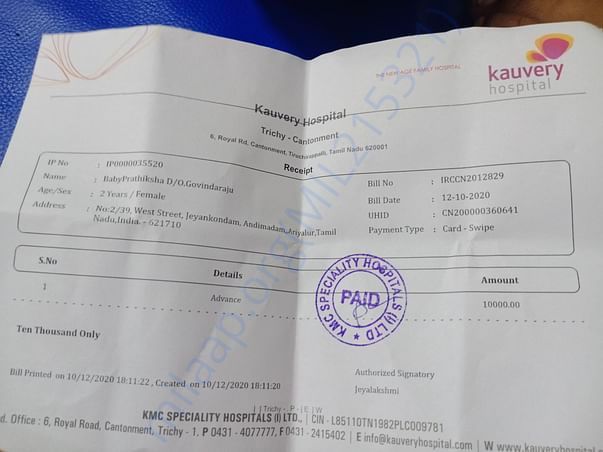 THE NEW-AGE FAMILY HOSPITAL
kauvery
hospital
Kauvery Hospital
Trichy - Cantonment
6, Royal Rd, Cantonment, Tiruchirappalli, Tamil Nadu 620001
Receipt
IP No : IP0000035520
Name : BabyPrathiksha D/O.Govindaraju
Age/Sex : 2 Years / Female
Address : No:2/39, West Street, Jeyankondam, Andimadam,Ariyalur,Tamil
Nadu,India. - 621710
Bill No : IRCCN2012829
Bill Date : 12-10-2020
UHID : CN200000360641
Payment Type : Card - Swipe
S.No Details Amount
1 Advance 10000.00
KMC SPECIALITY HOSPITALS (I) LTD
PAID
Ten Thousand Only
Authorized Signatory
Jeyalakshmi
Bill Printed on 10/12/2020 18:11:22 , Created on 10/12/2020 18:11:20
| | Trichy - . P - [ E ] W
KMC SPECIALITY HOSPITALS (I) LTD., | CIN - L85110TN1982PLC009781
d. Office : 6, Royal Road, Cantonment, Trichy - 1. P 0431 - 4077777, F 0431 - 2415402 | E info@kauveryhospital.com | W www.kauveryhospital.com
milaap.org